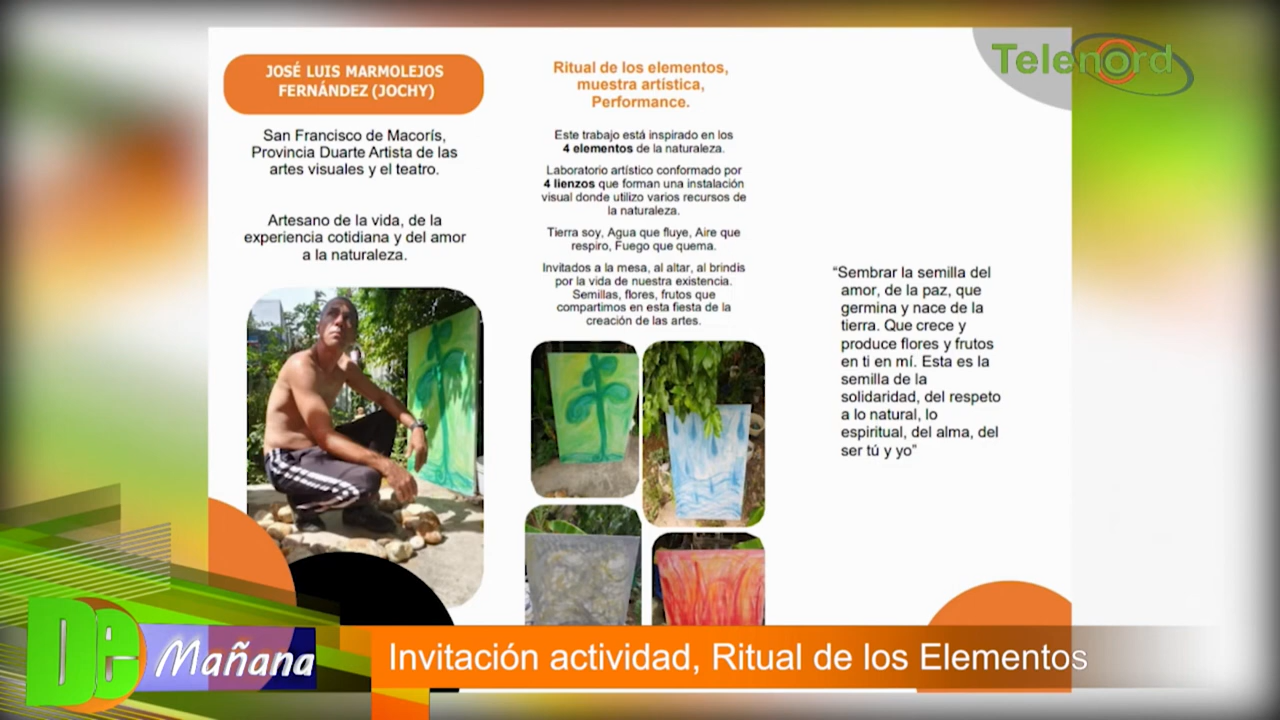 JOSÉ LUIS MARMOLEJOS
FERNÁNDEZ (JOCHY)
San Francisco de Macorís,
Provincia Duarte Artista de las
artes visuales y el teatro.
Artesano de la vida, de la
experiencia cotidiana y del amor
a la naturaleza.
Ritual de los elementos,
muestra artística,
Performance.
Este trabajo está inspirado en los
4 elementos de la naturaleza.
Laboratorio artístico conformado por
4 lienzos que forman una instalación
visual donde utilizo varios recursos de
la naturaleza.
Tierra soy, Agua que fluye, Aire que
respiro, Fuego que quema.
Invitados a la mesa, al altar, al brindis
por la vida de nuestra existencia.
Semillas, flores, frutos que
compartimos en esta fiesta de la
creación de las artes.
Telenord
“Sembrar la semilla del
amor, de la paz, que
germina y nace de la
tierra. Que crece y
produce flores y frutos
en ti en mí. Esta es la
semilla de la
solidaridad, del respeto
a lo natural, lo
espiritual, del alma, del
ser tú y yo”
De Mañana
Invitación actividad, Ritual de los Elementos